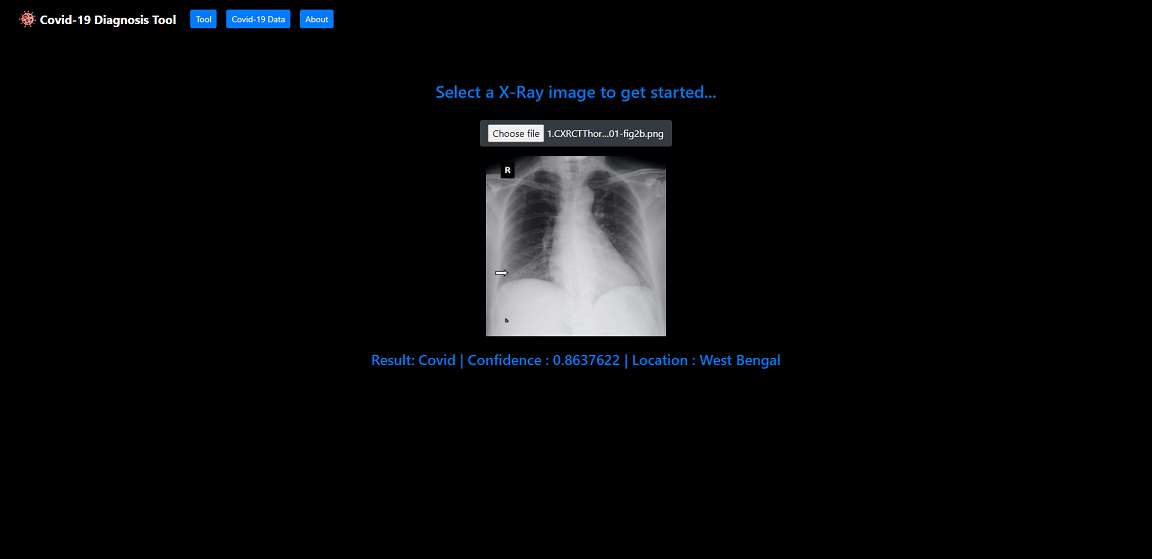 Covid-19 Diagnosis Tool Tool Covid-19 Data About
Select a X-Ray image to get started...
Choose file 1.CXRCTThor...01-fig2b.png
R
b
Result: Covid | Confidence : 0.8637622 | Location : West Bengal